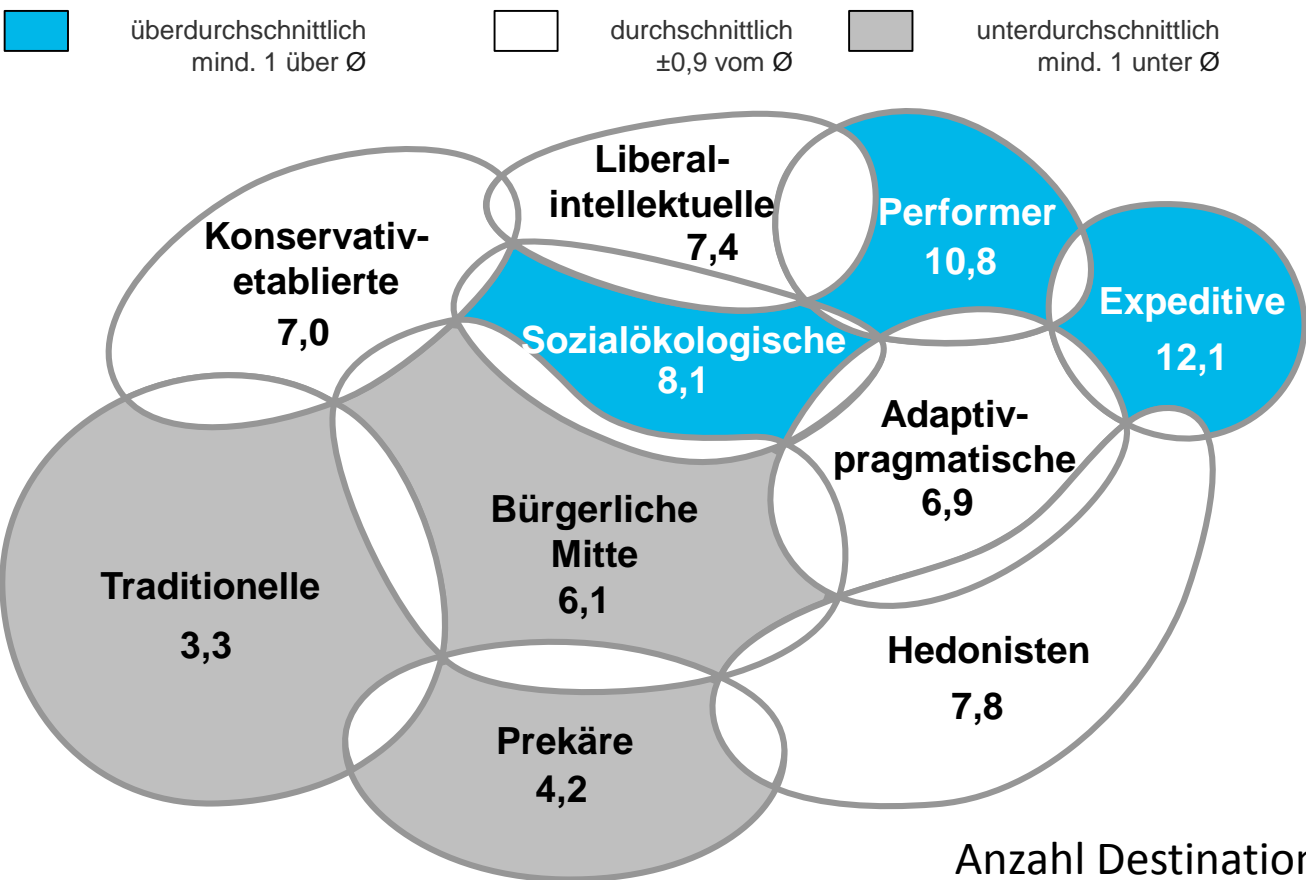 überdurchschnittlich
mind. 1 über Ø
durchschnittlich
±0,9 vom Ø
unterdurchschnittlich
mind. 1 unter Ø
Liberal-
intellektuelle
7,4
Performer
10,8
Konservativ-
etablierte
7,0
Expeditive
12,1
Sozialökologische
8,1
Adaptiv-
pragmatische
6,9
Bürgerliche
Mitte
6,1
Traditionelle
3,3
Hedonisten
7,8
Prekäre
4,2
Anzahl Destination